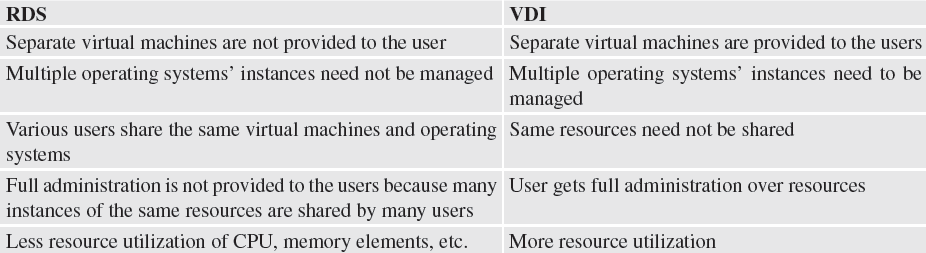 RDS
VDI
Separate virtual machines are not provided to the user
Separate virtual machines are provided to the users
Multiple operating systems’ instances need not be managed
Multiple operating systems’ instances need to be
managed
Various users share the same virtual machines and operating
systems
Same resources need not be shared
Full administration is not provided to the users because many
instances of the same resources are shared by many users
User gets full administration over resources
Less resource utilization of CPU, memory elements, etc.
More resource utilization